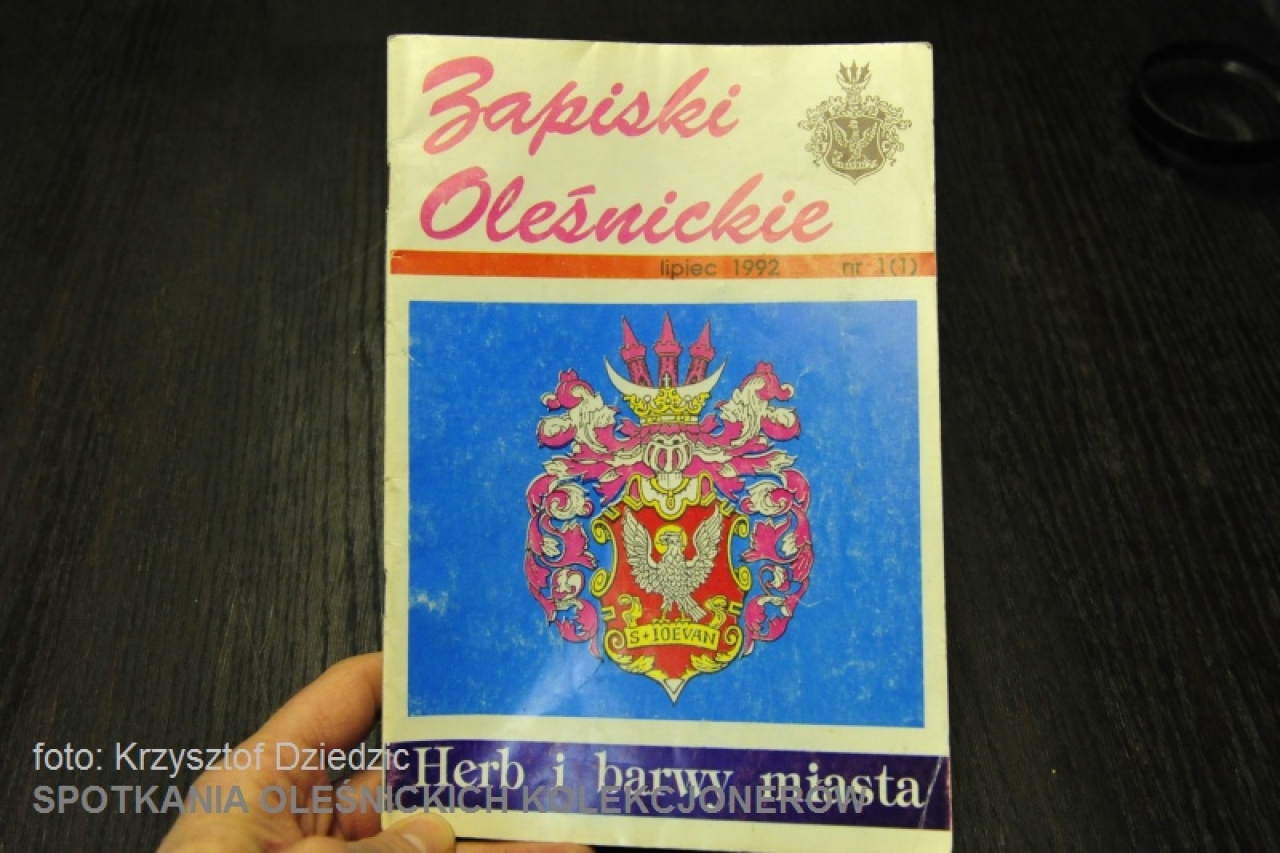 Zapiski
Oleśnickie
lipiec 1992 nr 1(1)
S+IOEVAN
Herb i barwy miasta
foto: Krzysztof Dziedzic
SPOTKANIA OLEŚNICKICH KOLEKCJONERÓW